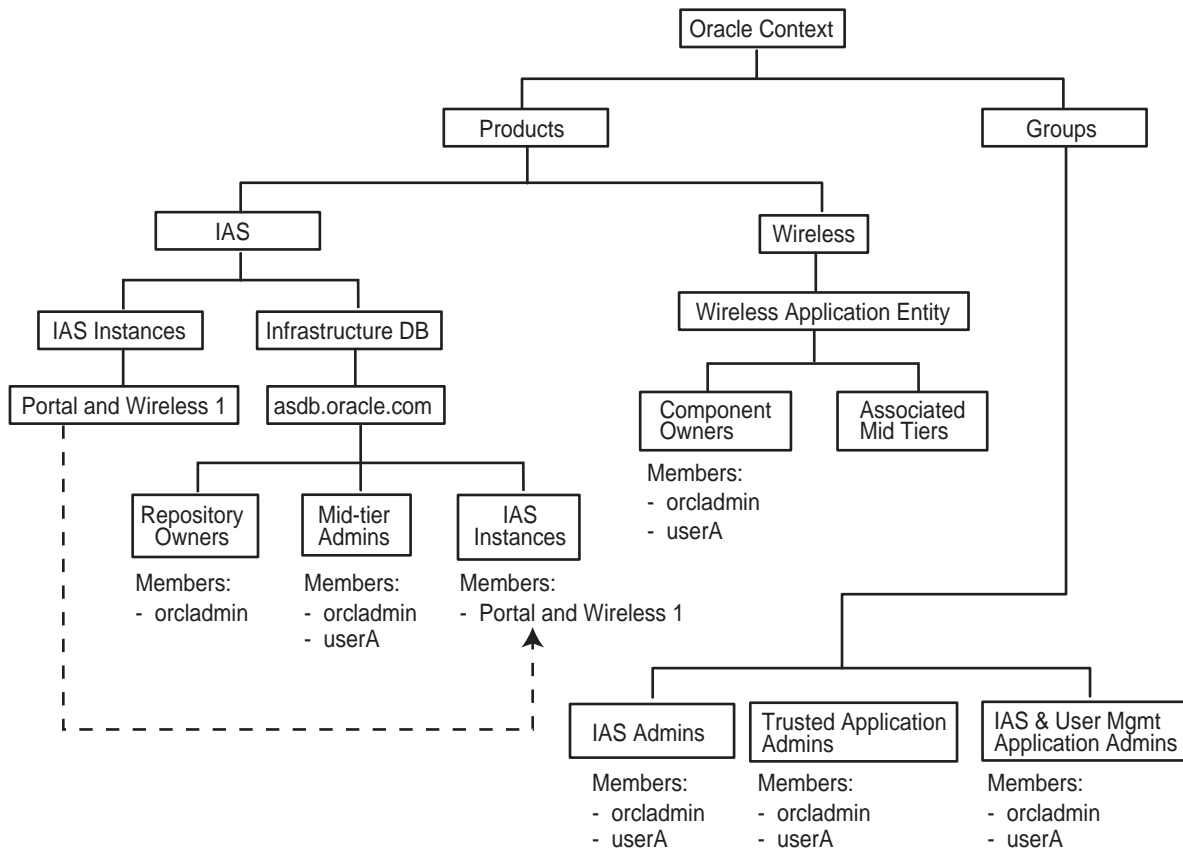 Oracle Context
Products
Groups
IAS
Wireless
IAS Instances
Infrastructure DB
Wireless Application Entity
Portal and Wireless 1
asdb.oracle.com
Component
Owners
Members:
- orcladmin
- userA
Associated
Mid Tiers
Repository
Owners
Members:
- orcladmin
Mid-tier
Admins
Members:
- orcladmin
- userA
IAS
Instances
Members:
- Portal and Wireless 1
IAS Admins
Members:
- orcladmin
- userA
Trusted Application
Admins
Members:
- orcladmin
- userA
IAS & User Mgmt
Application Admins
Members:
- orcladmin
- userA